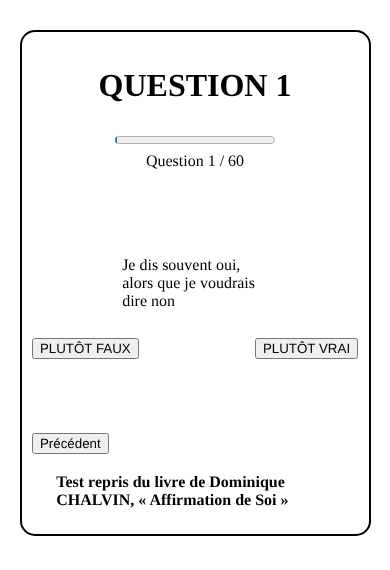 QUESTION 1
Question 1 / 60
Je dis souvent oui,
alors que je voudrais
dire non
PLUTÔT FAUX
PLUTÔT VRAI
Précédent
Test repris du livre de Dominique
CHALVIN, « Affirmation de Soi »